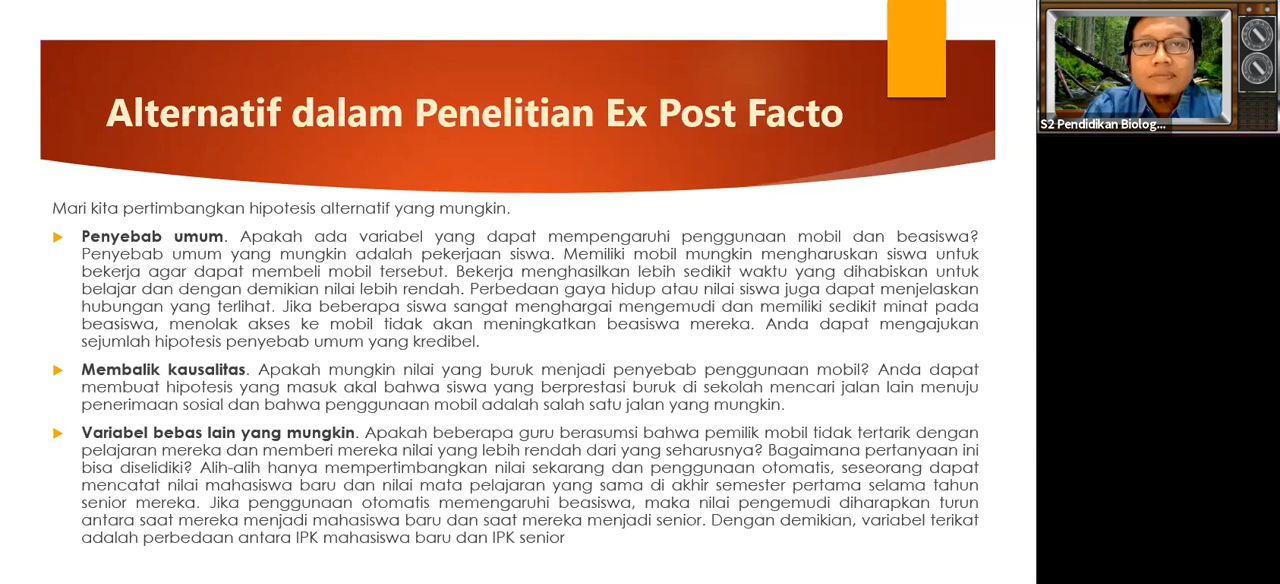 Alternatif dalam Penelitian Ex Post Facto
S2 Pendidikan Biolog...
Mari kita pertimbangkan hipotesis alternatif yang mungkin.
Penyebab umum. Apakah ada variabel yang dapat mempengaruhi penggunaan mobil dan beasiswa?
Penyebab umum yang mungkin adalah pekerjaan siswa. Memiliki mobil mungkin mengharuskan siswa untuk
bekerja agar dapat membeli mobil tersebut. Bekerja menghasilkan lebih sedikit waktu yang dihabiskan untuk
belajar dan dengan demikian nilai lebih rendah. Perbedaan gaya hidup atau nilai siswa juga dapat menjelaskan
hubungan yang terlihat. Jika beberapa siswa sangat menghargai mengemudi dan memiliki sedikit minat pada
beasiswa, menolak akses ke mobil tidak akan meningkatkan beasiswa mereka. Anda dapat mengajukan
sejumlah hipotesis penyebab umum yang kredibel.
Membalik kausalitas. Apakah mungkin nilai yang buruk menjadi penyebab penggunaan mobil? Anda dapat
membuat hipotesis yang masuk akal bahwa siswa yang berprestasi buruk di sekolah mencari jalan lain menuju
penerimaan sosial dan bahwa penggunaan mobil adalah salah satu jalan yang mungkin.
Variabel bebas lain yang mungkin. Apakah beberapa guru berasumsi bahwa pemilik mobil tidak tertarik dengan
pelajaran mereka dan memberi mereka nilai yang lebih rendah dari yang seharusnya? Bagaimana pertanyaan ini
bisa diselidiki? Alih-alih hanya mempertimbangkan nilai sekarang dan penggunaan otomatis, seseorang dapat
mencatat nilai mahasiswa baru dan nilai mata pelajaran yang sama di akhir semester pertama selama tahun
senior mereka. Jika penggunaan otomatis memengaruhi beasiswa, maka nilai pengemudi diharapkan turun
antara saat mereka menjadi mahasiswa baru dan saat mereka menjadi senior. Dengan demikian, variabel terikat
adalah perbedaan antara IPK mahasiswa baru dan IPK senior